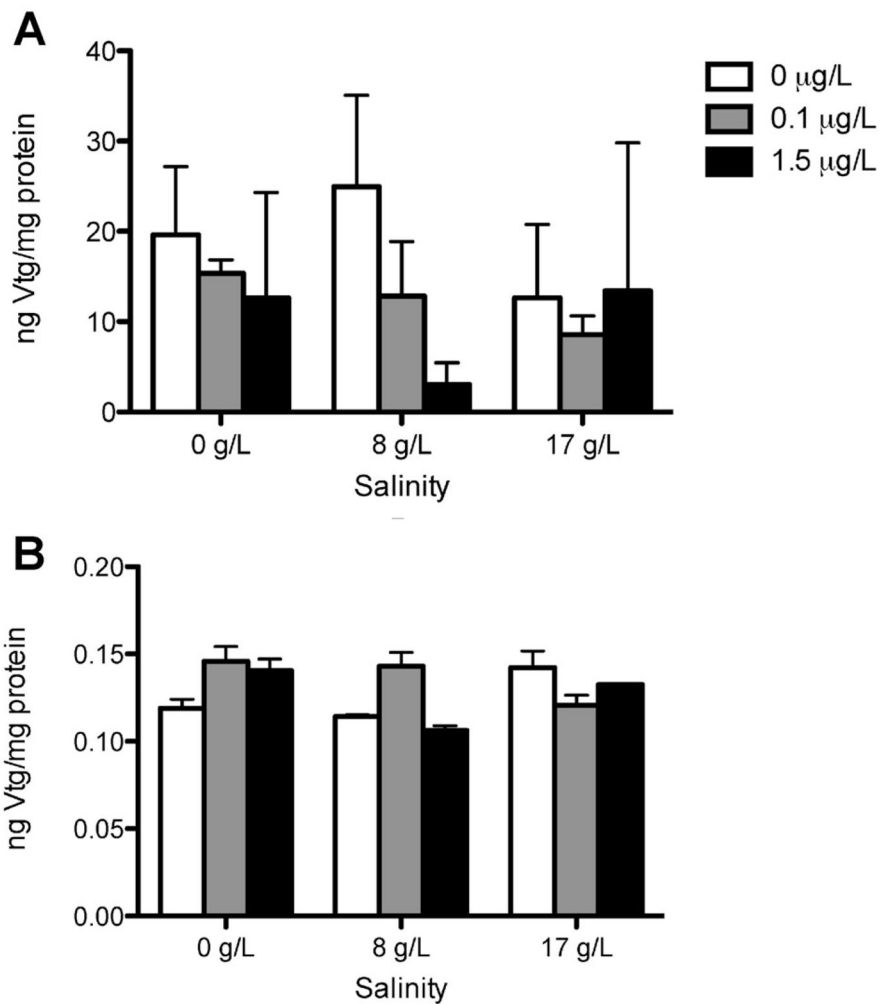 A
40
30
20
10
0
ng Vtg/mg protein
0 g/L 8 g/L 17 g/L
Salinity
0 μg/L
0.1 μg/L
1.5 μg/L
B
0.20
0.15
0.10
0.05
0.00
ng Vtg/mg protein
0 g/L 8 g/L 17 g/L
Salinity